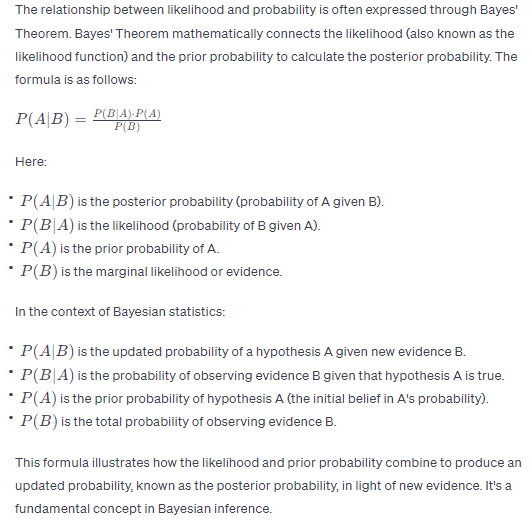 The relationship between likelihood and probability is often expressed through Bayes'
Theorem. Bayes' Theorem mathematically connects the likelihood (also known as the
likelihood function) and the prior probability to calculate the posterior probability. The
formula is as follows:
P(A|B) = P(B|A)·P(A) / P(B)
Here:
• P(A|B) is the posterior probability (probability of A given B).
• P(B|A) is the likelihood (probability of B given A).
• P(A) is the prior probability of A.
• P(B) is the marginal likelihood or evidence.
In the context of Bayesian statistics:
• P(A|B) is the updated probability of a hypothesis A given new evidence B.
• P(B|A) is the probability of observing evidence B given that hypothesis A is true.
• P(A) is the prior probability of hypothesis A (the initial belief in A's probability).
• P(B) is the total probability of observing evidence B.
This formula illustrates how the likelihood and prior probability combine to produce an
updated probability, known as the posterior probability, in light of new evidence. It's a
fundamental concept in Bayesian inference.